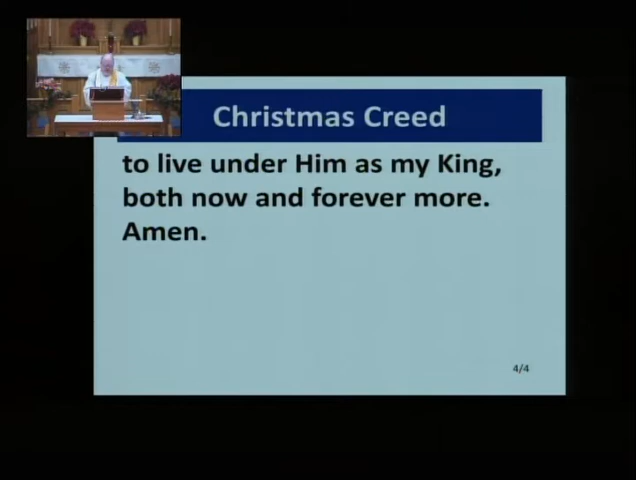 Christmas Creed
to live under Him as my King,
both now and forever more.
Amen.
4/4